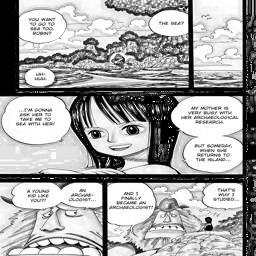 YOU WANT
TO GO TO
SEA TOO,
ROBIN?
THE SEA?
UH-
HUH.
...I'M GONNA
ASK HER TO
TAKE ME TO
SEA WITH HER!
MY MOTHER IS
VERY BUSY WITH
HER ARCHAEOLOGICAL
RESEARCH.
BUT SOMEDAY,
WHEN SHE
RETURNS TO
THE ISLAND...
A YOUNG
KID LIKE
YOU?
AN
ARCHAE-
OLOGIST...
AND I
FINALLY
BECAME AN
ARCHAEOLOGIST!
THAT'S
WHY I
STUDIED...